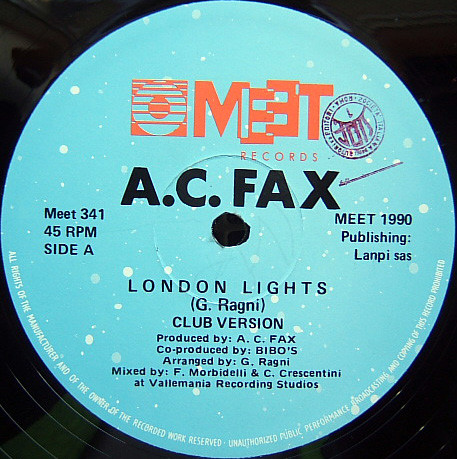 MEET
RECORDS
A.C. FAX
Meet 341
45 RPM
SIDE A
MEET 1990
Publishing:
Lanpi sas
LONDON LIGHTS
(G. Ragni)
CLUB VERSION
Produced by: A. C. FAX
Co-produced by: BIBO'S
Arranged by: G. Ragni
Mixed by: F. Morbidelli & C. Crescentini
at Vallemania Recording Studios
ALL RIGHTS OF THE MANUFACTURER AND OF THE OWNER OF THE RECORDED WORK RESERVED · UNAUTHORIZED PUBLIC PERFORMANCE BROADCASTING AND COPYING OF THIS RECORD PROHIBITED